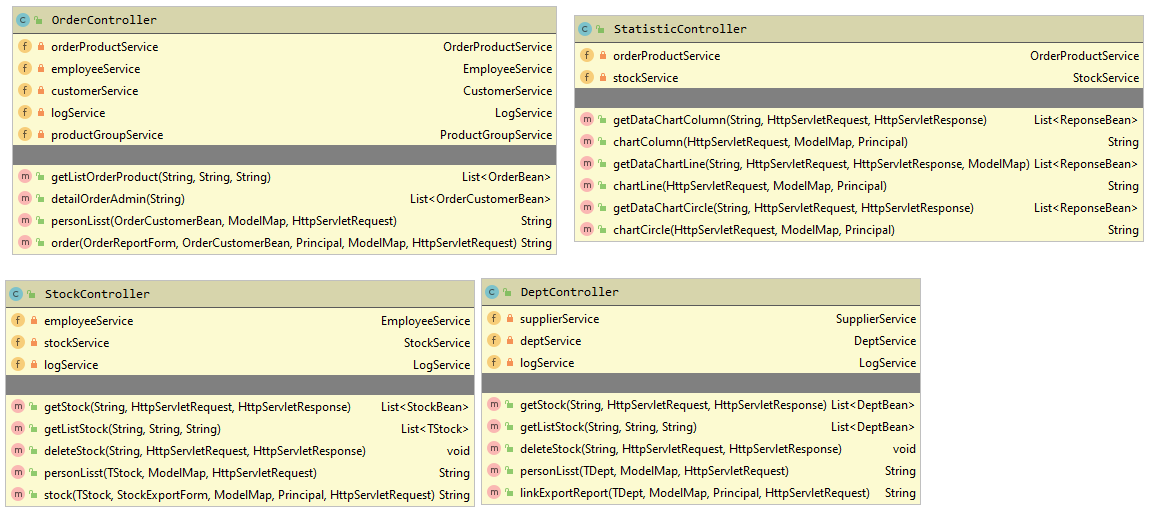 OrderController
orderProductService OrderProductService
employeeService EmployeeService
customerService CustomerService
logService LogService
productGroupService ProductGroupService
getListOrderProduct(String, String, String) List<OrderBean>
detailOrderAdmin(String) List<OrderCustomerBean>
personLisst(OrderCustomerBean, ModelMap, HttpServletRequest) String
order(OrderReportForm, OrderCustomerBean, Principal, ModelMap, HttpServletRequest) String
StatisticController
orderProductService OrderProductService
stockService StockService
getDataChartColumn(String, HttpServletRequest, HttpServletResponse) List<ReponseBean>
chartColumn(HttpServletRequest, ModelMap, Principal) String
getDataChartLine(String, HttpServletRequest, HttpServletResponse, ModelMap) List<ReponseBean>
chartLine(HttpServletRequest, ModelMap, Principal) String
getDataChartCircle(String, HttpServletRequest, HttpServletResponse) List<ReponseBean>
chartCircle(HttpServletRequest, ModelMap, Principal) String
StockController
employeeService EmployeeService
stockService StockService
logService LogService
getStock(String, HttpServletRequest, HttpServletResponse) List<StockBean>
getListStock(String, String, String) List<TStock>
deleteStock(String, HttpServletRequest, HttpServletResponse) void
personLisst(TStock, ModelMap, HttpServletRequest) String
stock(TStock, StockExportForm, ModelMap, Principal, HttpServletRequest) String
DeptController
supplierService SupplierService
deptService DeptService
logService LogService
getStock(String, HttpServletRequest, HttpServletResponse) List<DeptBean>
getListStock(String, String, String) List<DeptBean>
deleteStock(String, HttpServletRequest, HttpServletResponse) void
personLisst(TDept, ModelMap, HttpServletRequest) String
linkExportReport(TDept, ModelMap, Principal, HttpServletRequest) String